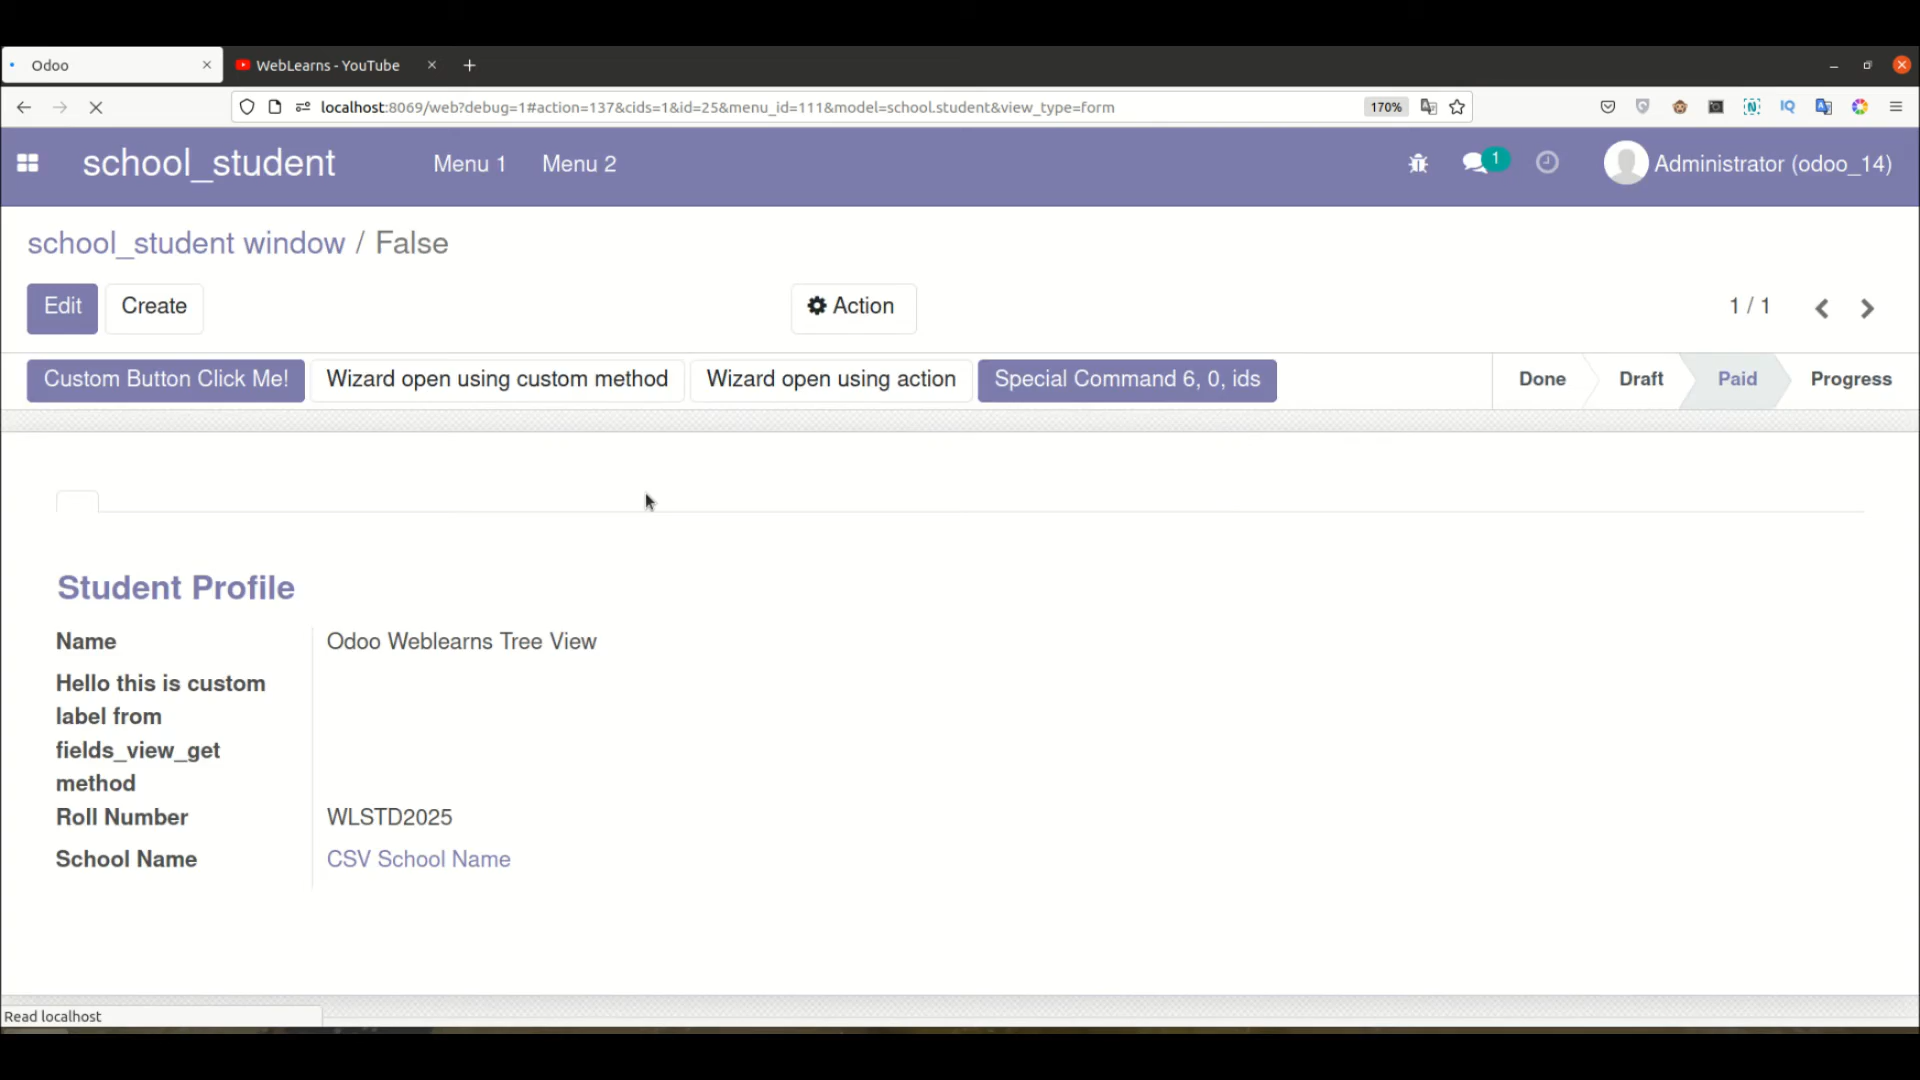 Odoo
WebLearns - YouTube
localhost:8069/web?debug=1#action=137&cids=1&id=25&menu_id=111&model=school.student&view_type=form
170%
IQ
school_student
Menu 1
Menu 2
1
Administrator (odoo_14)
school_student window / False
Edit
Create
Action
1 / 1
Custom Button Click Me!
Wizard open using custom method
Wizard open using action
Special Command 6, 0, ids
Done
Draft
Paid
Progress
Student Profile
Name
Odoo Weblearns Tree View
Hello this is custom
label from
fields_view_get
method
Roll Number
WLSTD2025
School Name
CSV School Name
Read localhost